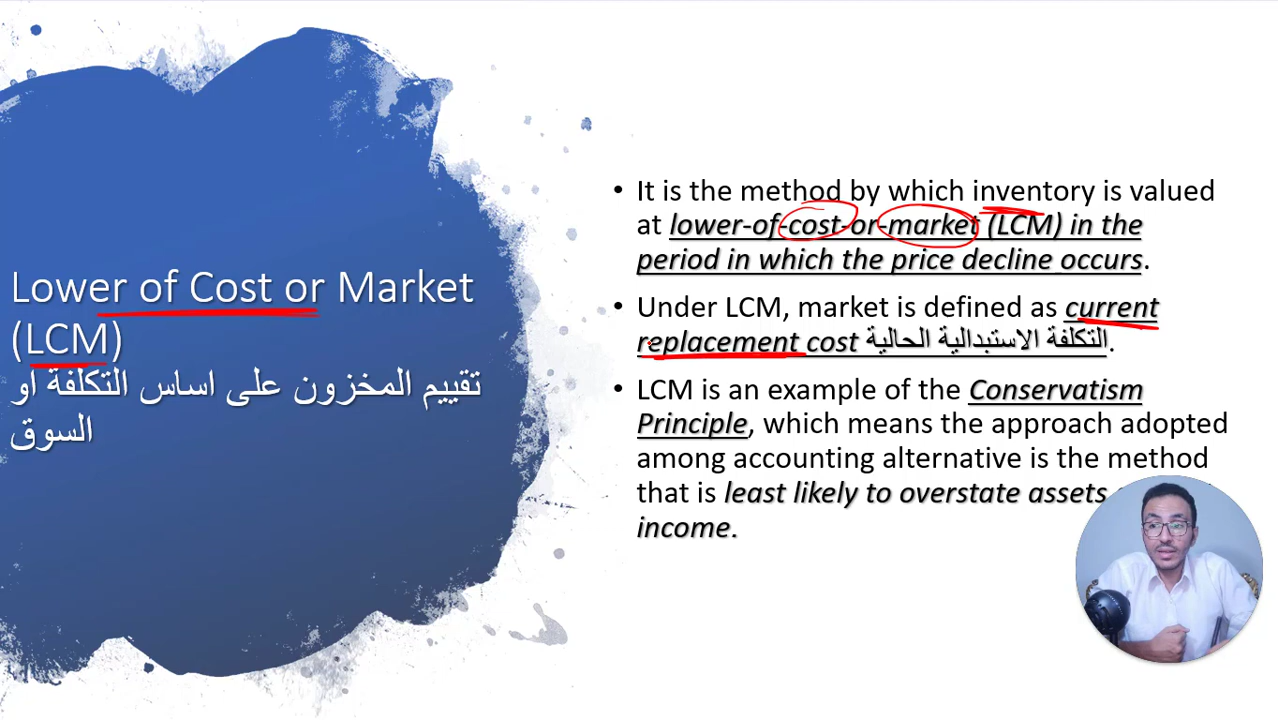 Lower of Cost or Market
(LCM)
تقييم المخزون على اساس التكلفة او
السوق
• It is the method by which inventory is valued
at lower-of-cost-or-market (LCM) in the
period in which the price decline occurs.
• Under LCM, market is defined as current
replacement cost التكلفة الاستبدالية الحالية.
• LCM is an example of the Conservatism
Principle, which means the approach adopted
among accounting alternative is the method
that is least likely to overstate assets
income.